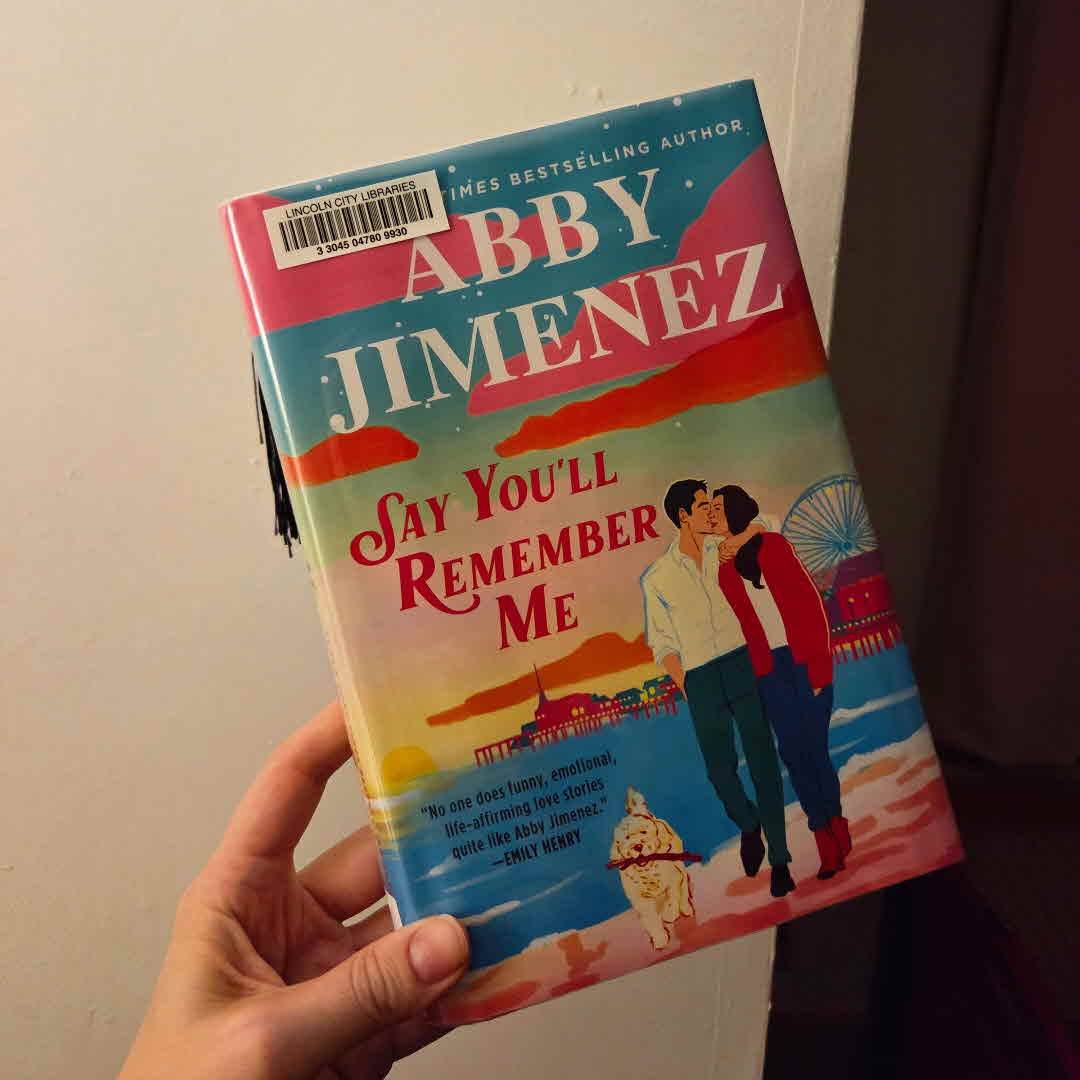 TIMES BESTSELLING AUTHOR
LINCOLN CITY LIBRARIES
3 3045 04780 9930
ABBY
JIMENEZ
SAY YOU'LL
REMEMBER
ME
"No one does funny, emotional,
life-affirming love stories
quite like Abby Jimenez."
—EMILY HENRY